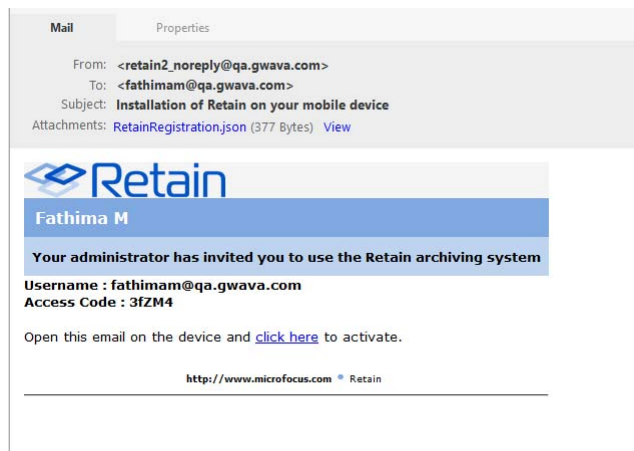 Mail Properties
From: <retain2_noreply@qa.gwava.com>
To: <fathimam@qa.gwava.com>
Subject: Installation of Retain on your mobile device
Attachments: RetainRegistration.json (377 Bytes) View
Retain
Fathima M
Your administrator has invited you to use the Retain archiving system
Username : fathimam@qa.gwava.com
Access Code : 3fZM4
Open this email on the device and click here to activate.
http://www.microfocus.com • Retain